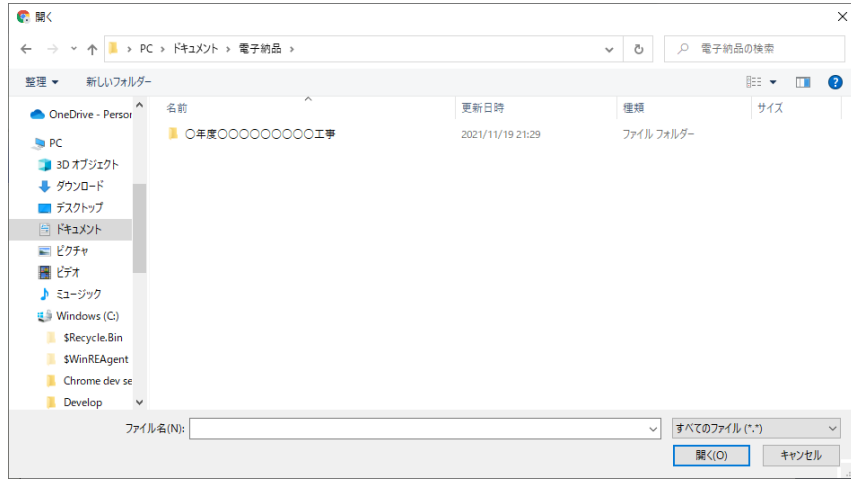 開く
PC › ドキュメント › 電子納品 ›
電子納品の検索
整理 新しいフォルダー
名前 更新日時 種類 サイズ
OneDrive - Person
〇年度〇〇〇〇〇〇〇〇〇工事 2021/11/19 21:29 ファイル フォルダー
PC
3D オブジェクト
ダウンロード
デスクトップ
ドキュメント
ピクチャ
ビデオ
ミュージック
Windows (C:)
$Recycle.Bin
$WinREAgent
Chrome dev se
Develop
ファイル名(N):
すべてのファイル (*.*)
開く(O) キャンセル